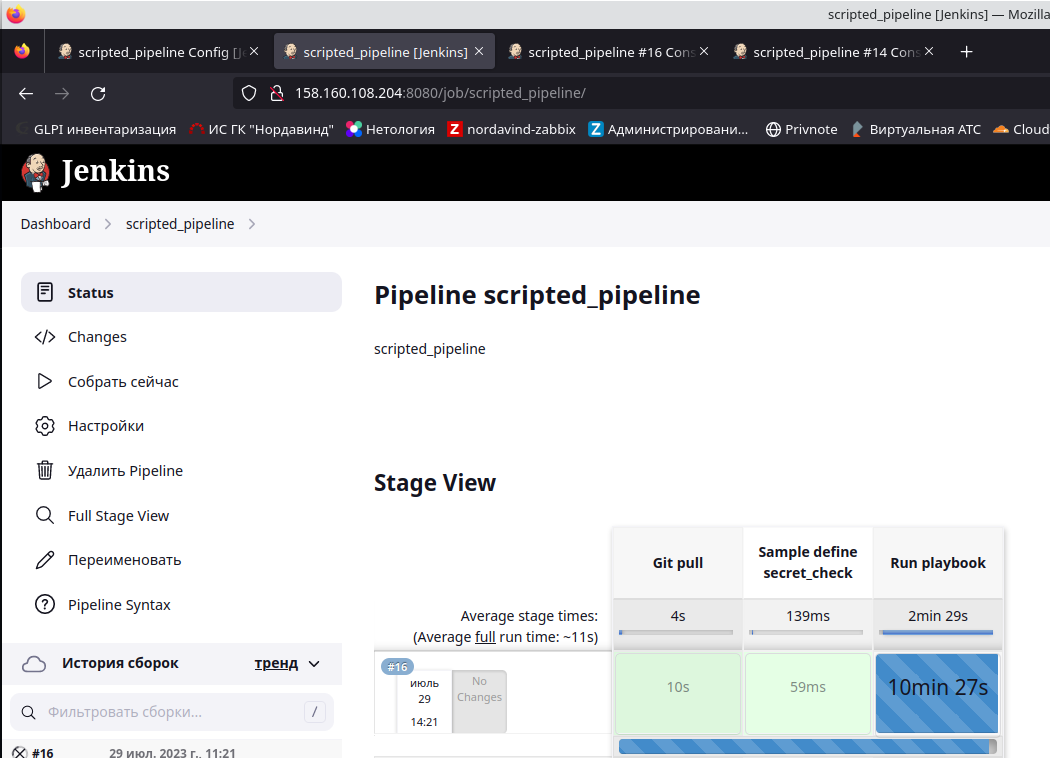 scripted_pipeline [Jenkins] — Mozilla
scripted_pipeline Config [Je
scripted_pipeline [Jenkins]
scripted_pipeline #16 Cons
scripted_pipeline #14 Cons
158.160.108.204:8080/job/scripted_pipeline/
GLPI инвентаризация
ИС ГК "Нордавинд"
Нетология
nordavind-zabbix
Администрировани...
Privnote
Виртуальная АТС
Cloud
Jenkins
Dashboard
scripted_pipeline
Status
Changes
Собрать сейчас
Настройки
Удалить Pipeline
Full Stage View
Переименовать
Pipeline Syntax
История сборок
тренд
Фильтровать сборки...
/
#16
29 июл. 2023 г., 11:21
Pipeline scripted_pipeline
scripted_pipeline
Stage View
Git pull
Sample define
secret_check
Run playbook
Average stage times:
(Average full run time: ~11s)
4s
139ms
2min 29s
#16
июль
29
14:21
No
Changes
10s
59ms
10min 27s